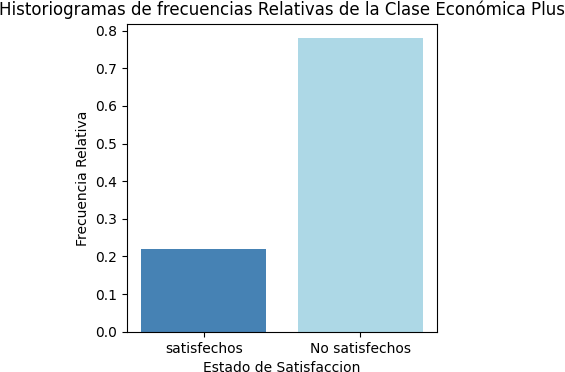 Historiogramas de frecuencias Relativas de la Clase Económica Plus
0.8
0.7
0.6
0.5
0.4
0.3
0.2
0.1
0.0
Frecuencia Relativa
satisfechos
No satisfechos
Estado de Satisfaccion